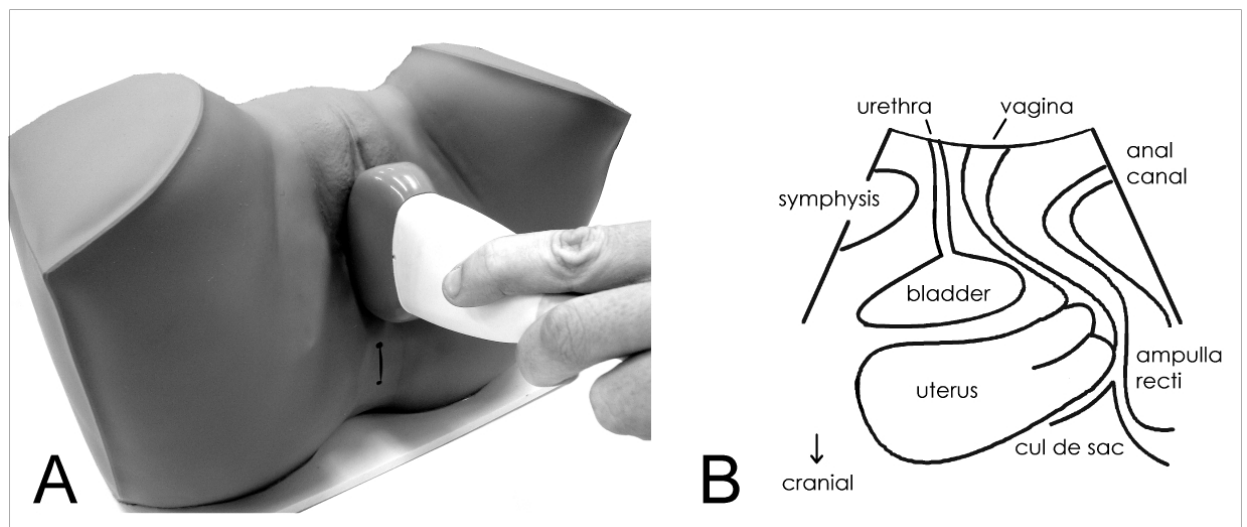 A
urethra
vagina
symphysis
anal
canal
bladder
uterus
ampulla
recti
cul de sac
cranial
B